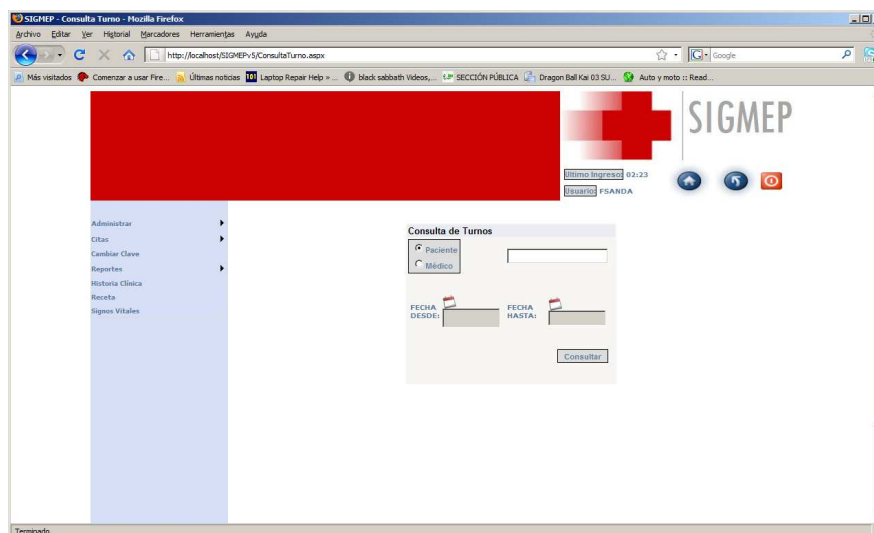 SIGMEP - Consulta Turno - Mozilla Firefox
Archivo Editar Ver Historial Marcadores Herramientas Ayuda
http://localhost/SIGMEPv5/ConsultaTurno.aspx
Google
Más visitados Comenzar a usar Fire... Últimas noticias 101 Laptop Repair Help » ... black sabbath Videos,... SECCIÓN PÚBLICA Dragon Ball Kai 03 SU... Auto y moto :: Read...
SIGMEP
Ultimo Ingreso: 02:23
Usuario: FSANDA
Administrar
Citas
Cambiar Clave
Reportes
Historia Clínica
Receta
Signos Vitales
Consulta de Turnos
Paciente
Médico
FECHA DESDE:
FECHA HASTA:
Consultar
Terminado